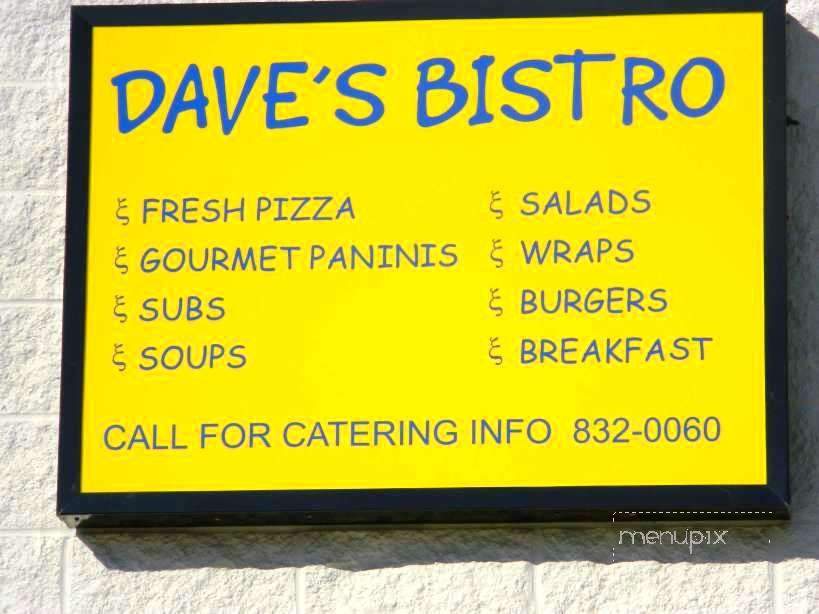 DAVE'S BISTRO
ξ FRESH PIZZA
ξ GOURMET PANINIS
ξ SUBS
ξ SOUPS
ξ SALADS
ξ WRAPS
ξ BURGERS
ξ BREAKFAST
CALL FOR CATERING INFO 832-0060
menupix